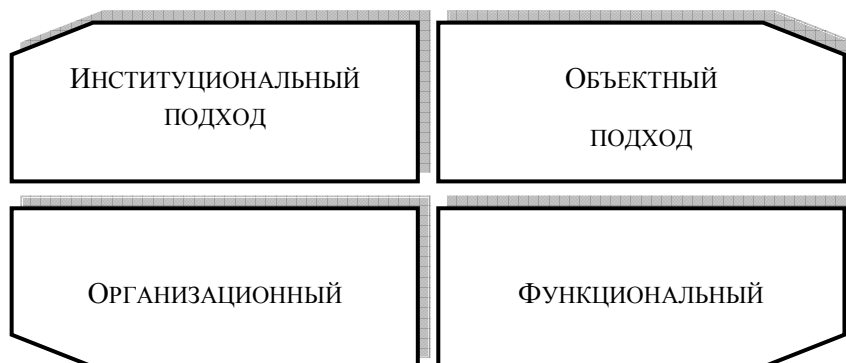 ИНСТИТУЦИОНАЛЬНЫЙ
ПОДХОД
ОБЪЕКТНЫЙ
ПОДХОД
ОРГАНИЗАЦИОННЫЙ
ФУНКЦИОНАЛЬНЫЙ